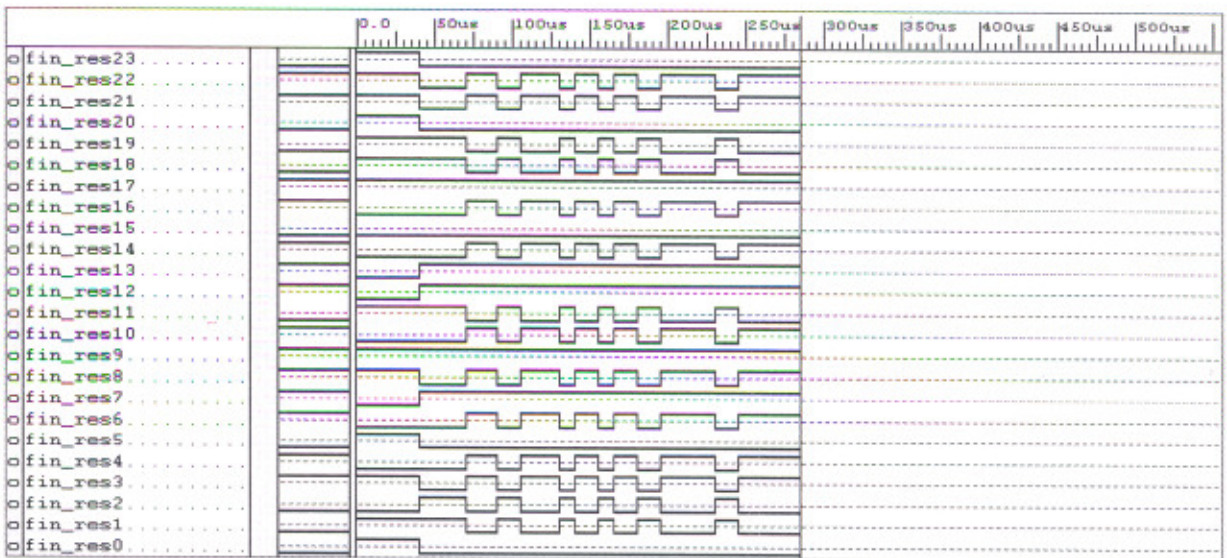 0.0 50us 100us 150us 200us 250us 300us 350us 400us 450us 500us
fin_res23
fin_res22
fin_res21
fin_res20
fin_res19
fin_res18
fin_res17
fin_res16
fin_res15
fin_res14
fin_res13
fin_res12
fin_res11
fin_res10
fin_res9
fin_res8
fin_res7
fin_res6
fin_res5
fin_res4
fin_res3
fin_res2
fin_res1
fin_res0